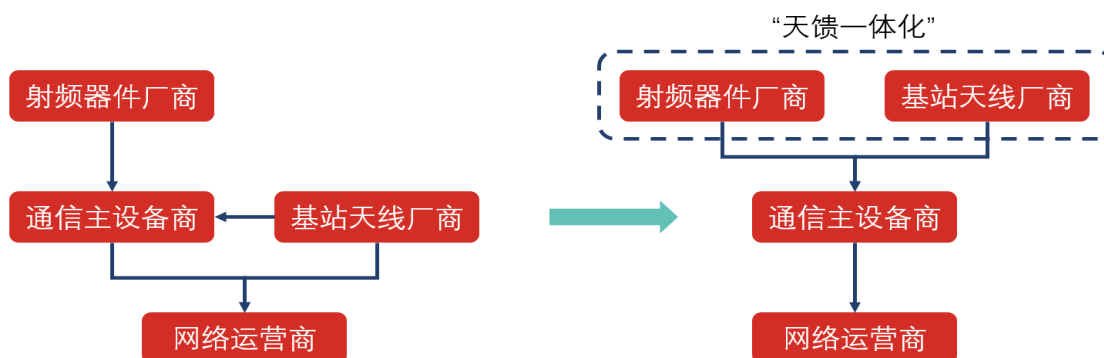 “天馈一体化”
射频器件厂商
射频器件厂商
基站天线厂商
通信主设备商
基站天线厂商
通信主设备商
网络运营商
网络运营商